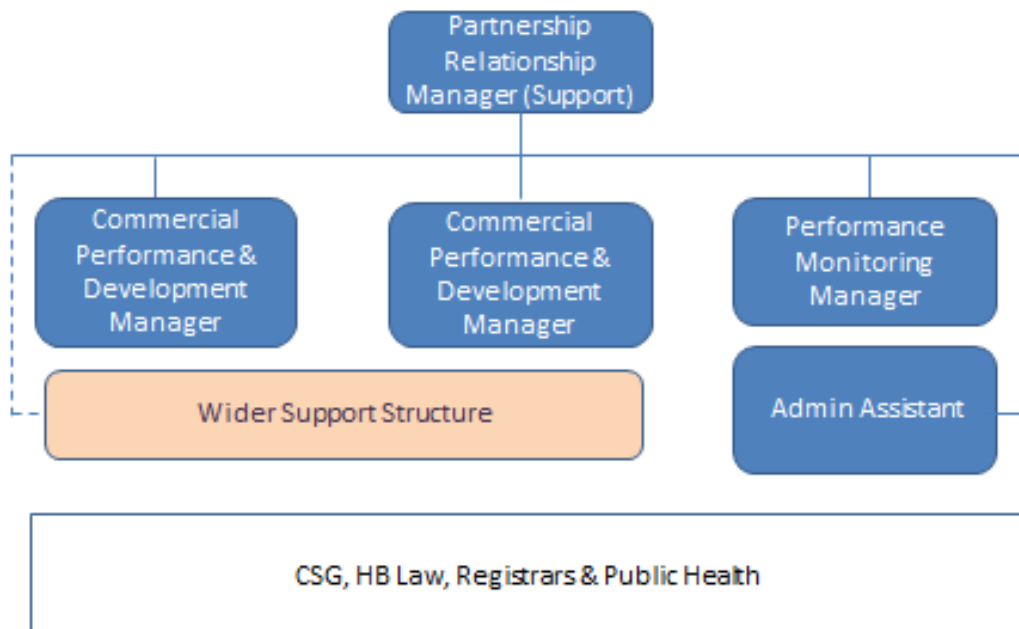 Partnership
Relationship
Manager (Support)
Commercial
Performance &
Development
Manager
Commercial
Performance &
Development
Manager
Performance
Monitoring
Manager
Wider Support Structure
Admin Assistant
CSG, HB Law, Registrars & Public Health